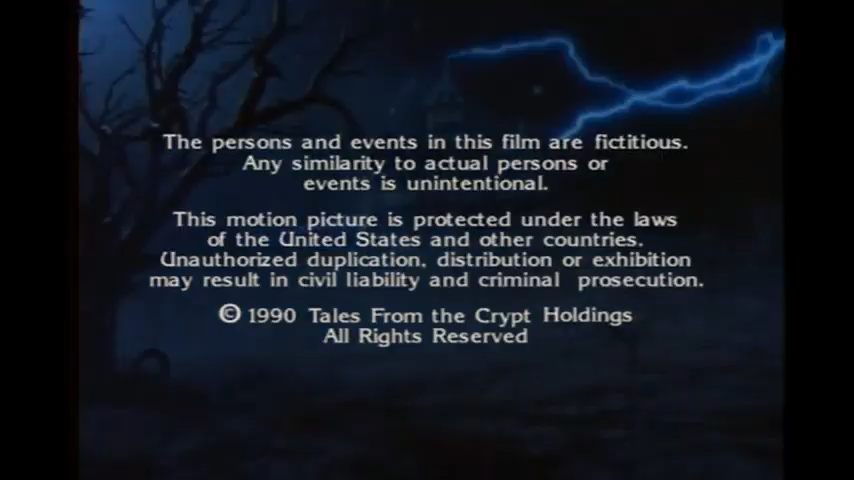 The persons and events in this film are fictitious.
Any similarity to actual persons or
events is unintentional.
This motion picture is protected under the laws
of the United States and other countries.
Unauthorized duplication, distribution or exhibition
may result in civil liability and criminal prosecution.
© 1990 Tales From the Crypt Holdings
All Rights Reserved